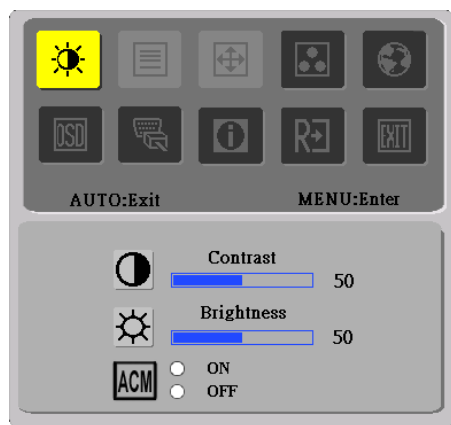 OSD
R
EXIT
AUTO:Exit
MENU:Enter
Contrast
50
Brightness
50
ACM
ON
OFF